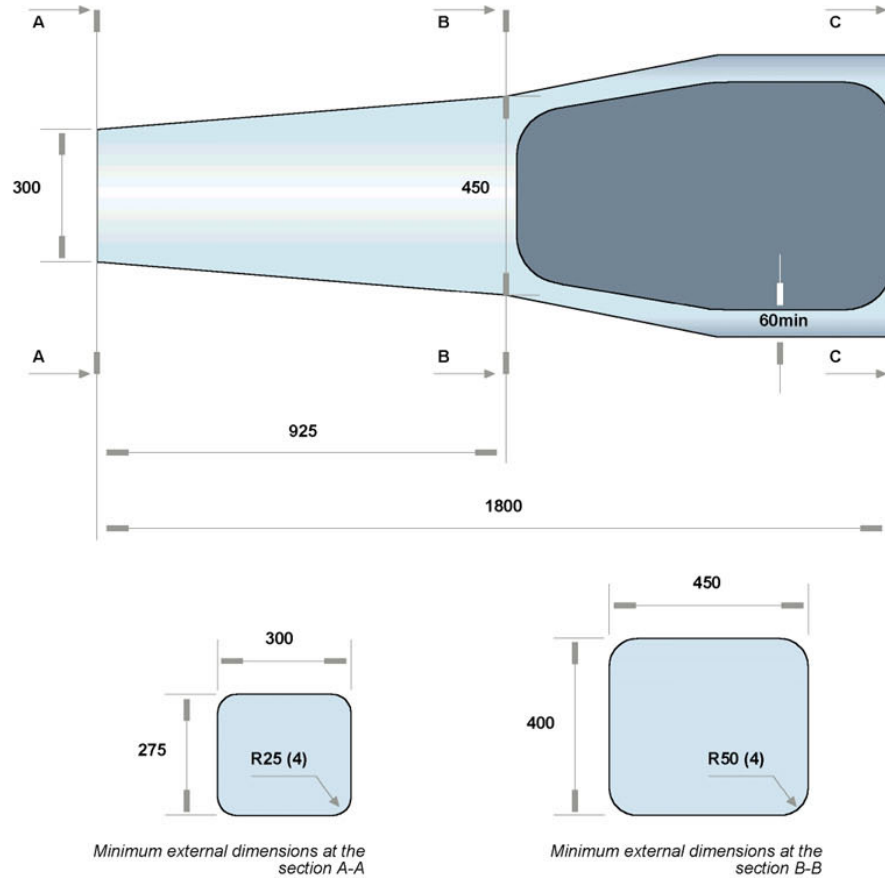 A B C
300 450
60min
A B C
925
1800
450
300
400
275
R25 (4) R50 (4)
Minimum external dimensions at the
section A-A
Minimum external dimensions at the
section B-B